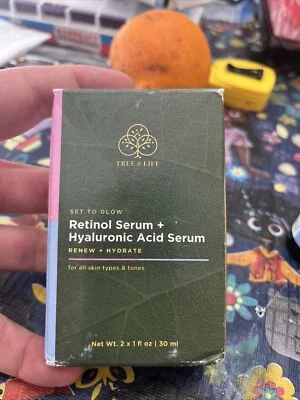 TREE of LIFE
SET TO GLOW
Retinol Serum +
Hyaluronic Acid Serum
RENEW + HYDRATE
for all skin types & tones
Net Wt. 2 x 1 fl oz | 30 ml